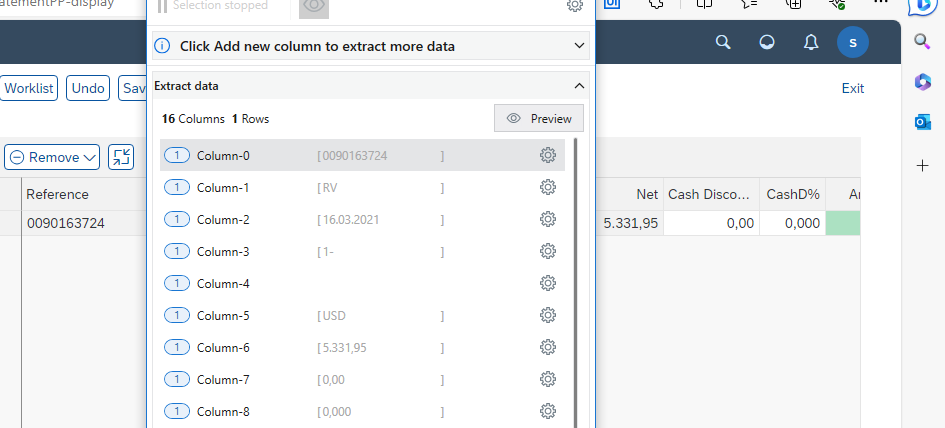 atementPP-display
Selection stopped
Click Add new column to extract more data
s
Worklist
Undo
Sav
Extract data
Exit
16 Columns 1 Rows
Preview
Remove
1 Column-0 [0090163724 ]
1 Column-1 [RV ]
Reference
Net Cash Disco... CashD% Ar
1 Column-2 [16.03.2021 ]
0090163724
5.331,95 0,00 0,000
1 Column-3 [1- ]
1 Column-4
1 Column-5 [USD ]
1 Column-6 [5.331,95 ]
1 Column-7 [0,00 ]
1 Column-8 [0,000 ]